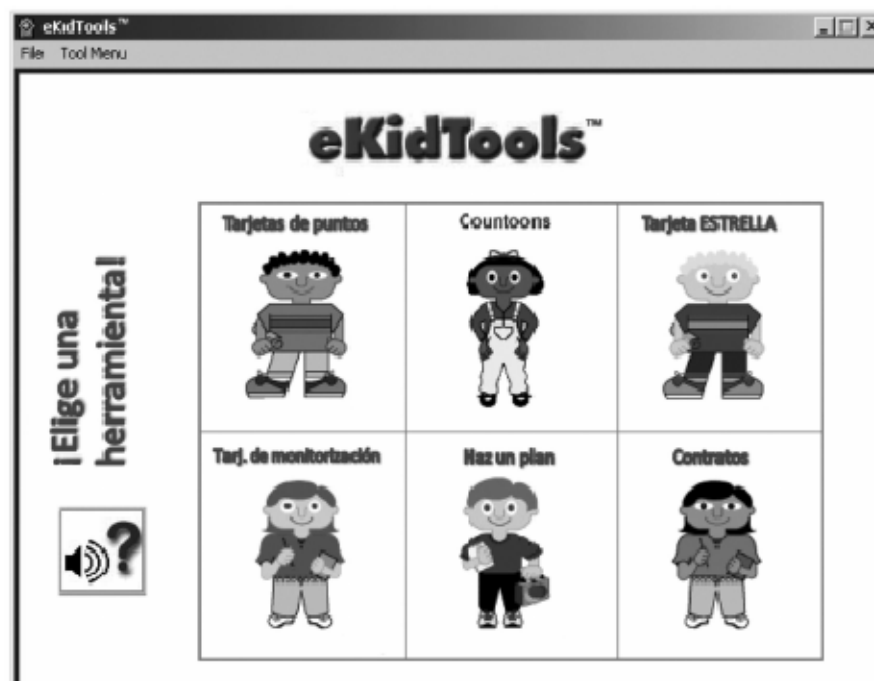 eKidTools™
File Tool Menu
eKidTools™
¡Elige una
herramienta!
?
Tarjetas de puntos
Countoons
Tarjeta ESTRELLA
Tarj. de monitorización
Haz un plan
Contratos